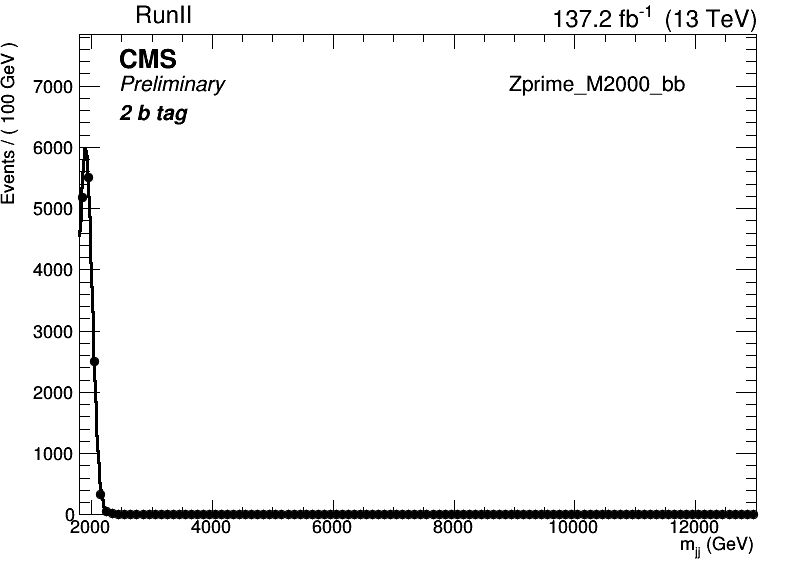 RunII
137.2 fb-1 (13 TeV)
CMS
Preliminary
Zprime_M2000_bb
2 b tag
Events / ( 100 GeV )
7000
6000
5000
4000
3000
2000
1000
0
2000 4000 6000 8000 10000 12000
mjj (GeV)